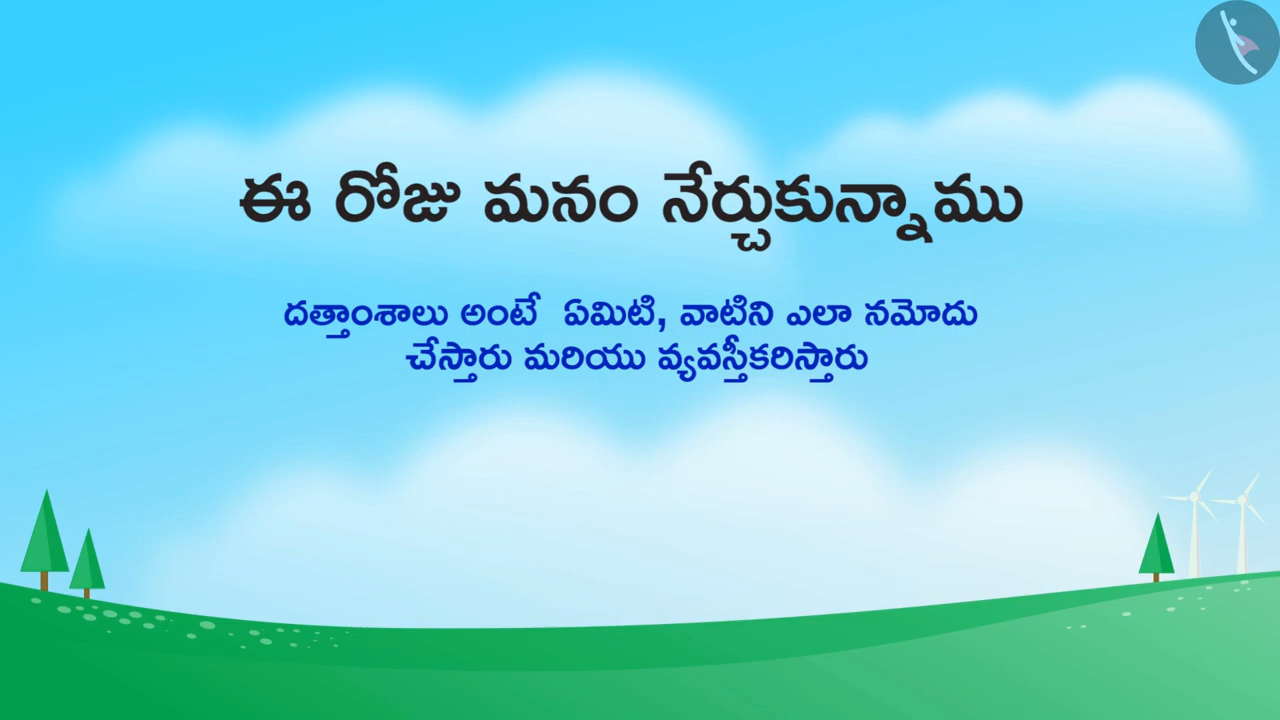 ఈ రోజు మనం నేర్చుకున్నాము
దత్తాంశాలు అంటే  ఏమిటి, వాటిని ఎలా నమోదు
చేస్తారు మరియు వ్యవస్తీకరిస్తారు